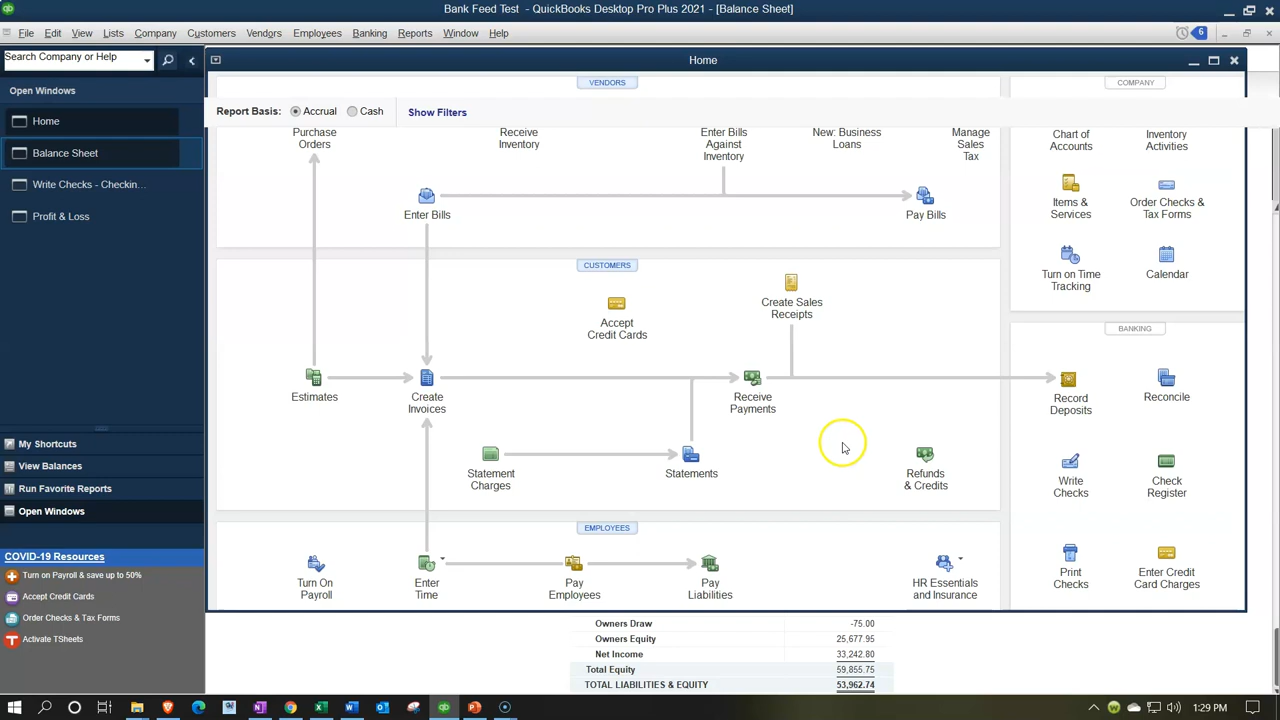 Bank Feed Test - QuickBooks Desktop Pro Plus 2021 - [Balance Sheet]
File Edit View Lists Company Customers Vendors Employees Banking Reports Window Help
6
Search Company or Help
Open Windows
Home
Balance Sheet
Write Checks - Checkin...
Profit & Loss
My Shortcuts
View Balances
Run Favorite Reports
Open Windows
COVID-19 Resources
Turn on Payroll & save up to 50%
Accept Credit Cards
Order Checks & Tax Forms
Activate TSheets
Home
VENDORS
Report Basis: Accrual Cash Show Filters
Purchase
Orders
Receive
Inventory
Enter Bills
Against
Inventory
New: Business
Loans
Manage
Sales
Tax
Enter Bills
Pay Bills
CUSTOMERS
Accept
Credit Cards
Create Sales
Receipts
Estimates
Create
Invoices
Receive
Payments
Statement
Charges
Statements
Refunds
& Credits
EMPLOYEES
Turn On
Payroll
Enter
Time
Pay
Employees
Pay
Liabilities
HR Essentials
and Insurance
COMPANY
Chart of
Accounts
Inventory
Activities
Items &
Services
Order Checks &
Tax Forms
Turn on Time
Tracking
Calendar
BANKING
Record
Deposits
Reconcile
Write
Checks
Check
Register
Print
Checks
Enter Credit
Card Charges
Owners Draw -75.00
Owners Equity 25,677.95
Net Income 33,242.80
Total Equity 59,855.75
TOTAL LIABILITIES & EQUITY 53,962.74
1:29 PM